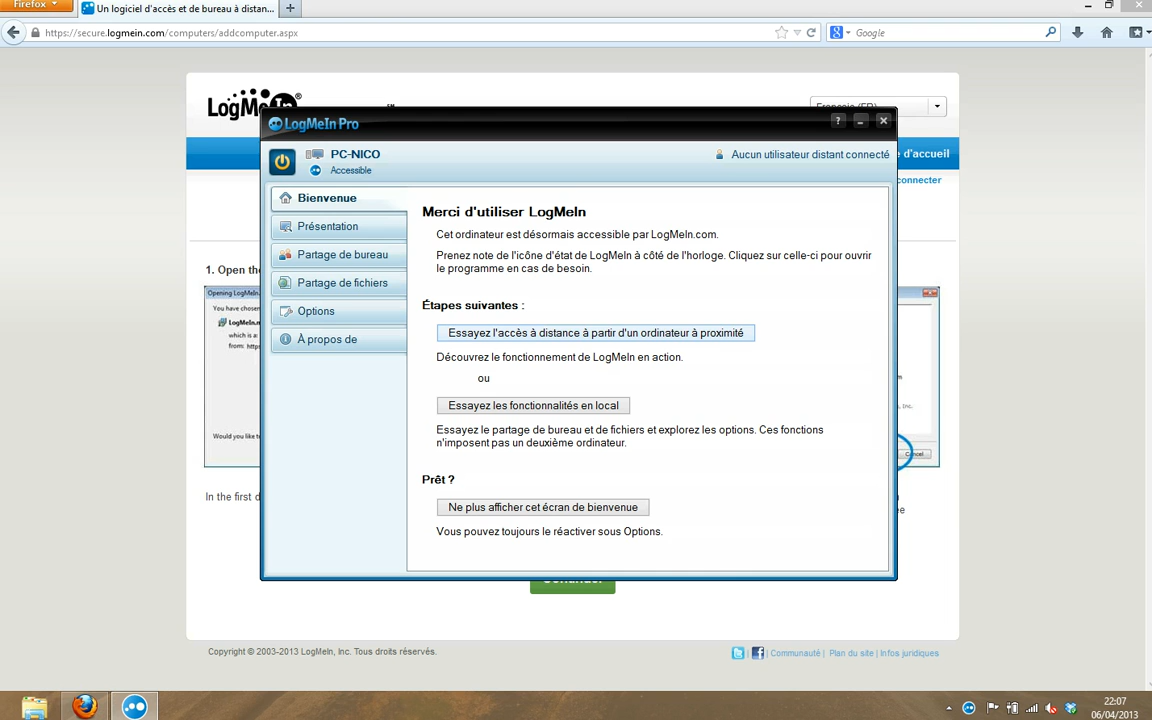 Firefox
Un logiciel d'accès et de bureau à distan...
https://secure.logmein.com/computers/addcomputer.aspx
Google
LogMeIn®
Français (FR)
LogMeIn Pro
?
PC-NICO
Accessible
Aucun utilisateur distant connecté
d'accueil
connecter
Bienvenue
Présentation
Partage de bureau
Partage de fichiers
Options
À propos de
Merci d'utiliser LogMeIn
Cet ordinateur est désormais accessible par LogMeIn.com.
Prenez note de l'icône d'état de LogMeIn à côté de l'horloge. Cliquez sur celle-ci pour ouvrir
le programme en cas de besoin.
Étapes suivantes :
Essayez l'accès à distance à partir d'un ordinateur à proximité
Découvrez le fonctionnement de LogMeIn en action.
ou
Essayez les fonctionnalités en local
Essayez le partage de bureau et de fichiers et explorez les options. Ces fonctions
n'imposent pas un deuxième ordinateur.
Prêt ?
Ne plus afficher cet écran de bienvenue
Vous pouvez toujours le réactiver sous Options.
1. Open the
Opening LogMeIn.
You have chosen
LogMeIn.m
which is a:
from: http
Would you like t
, Inc.
Cancel
In the first d
Copyright © 2003-2013 LogMeIn, Inc. Tous droits réservés.
Communauté | Plan du site | Infos juridiques
22:07
06/04/2013